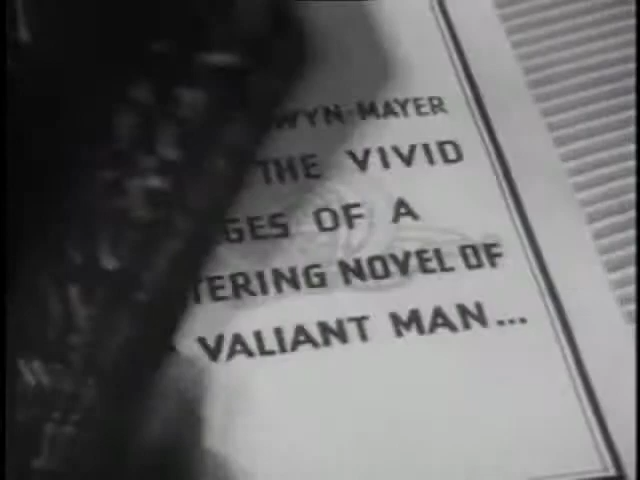 WYN-MAYER
THE VIVID
GES OF A
TERING NOVEL OF
VALIANT MAN...